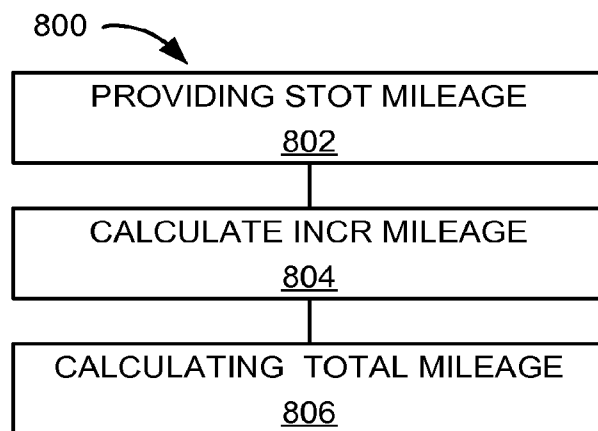 800
PROVIDING STOT MILEAGE
802
CALCULATE INCR MILEAGE
804
CALCULATING TOTAL MILEAGE
806